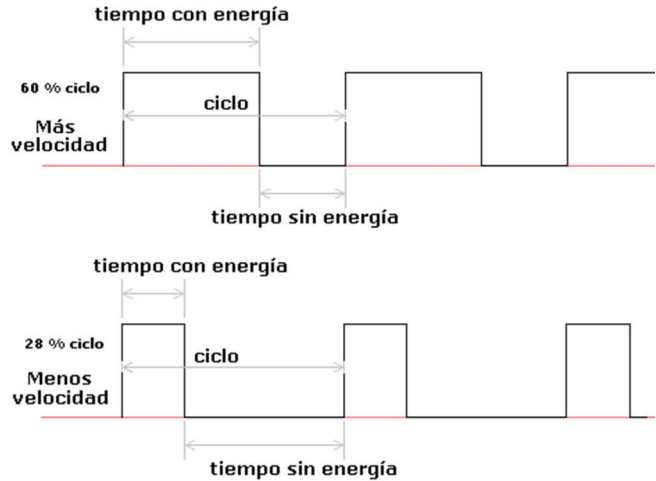 tiempo con energía
60 % ciclo
ciclo
Más
velocidad
tiempo sin energía
tiempo con energía
28 % ciclo
ciclo
Menos
velocidad
tiempo sin energía